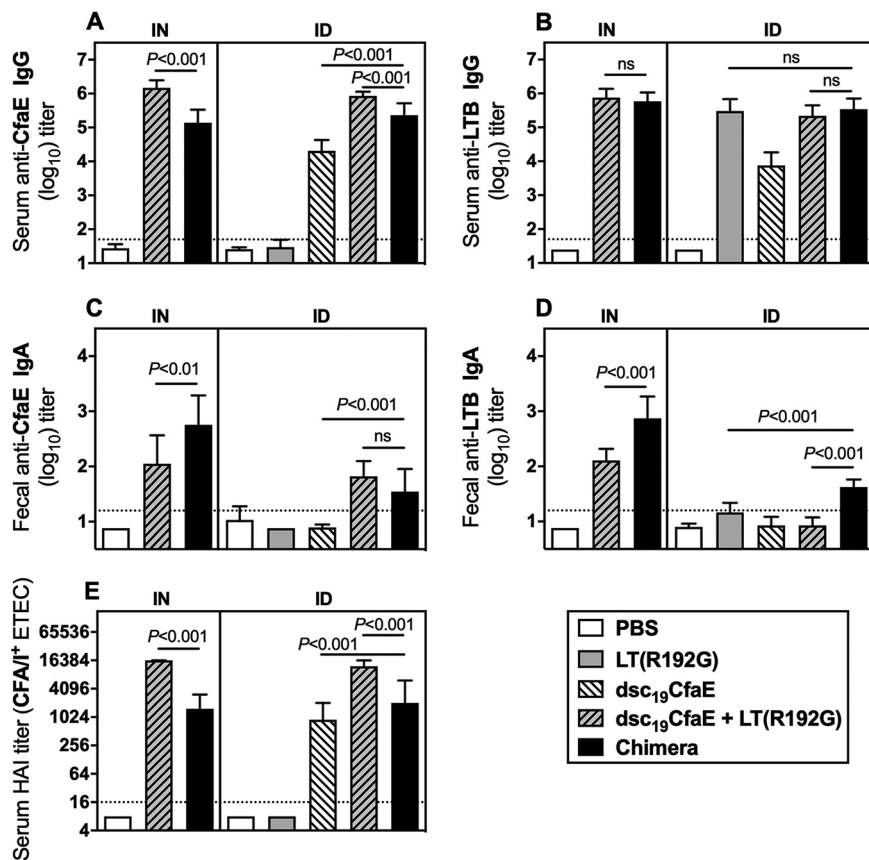 A
IN
ID
Serum anti-CfaE IgG
(log10) titer
7
6
5
4
3
2
1
P<0.001
P<0.001
P<0.001
B
IN
ID
Serum anti-LTB IgG
(log10) titer
7
6
5
4
3
2
1
ns
ns
ns
C
IN
ID
Fecal anti-CfaE IgA
(log10) titer
4
3
2
1
P<0.01
P<0.001
ns
D
IN
ID
Fecal anti-LTB IgA
(log10) titer
4
3
2
1
P<0.001
P<0.001
P<0.001
E
IN
ID
Serum HAI titer (CFA/I+ ETEC)
65536
16384
4096
1024
256
64
16
4
P<0.001
P<0.001
P<0.001
PBS
LT(R192G)
dsc19CfaE
dsc19CfaE + LT(R192G)
Chimera